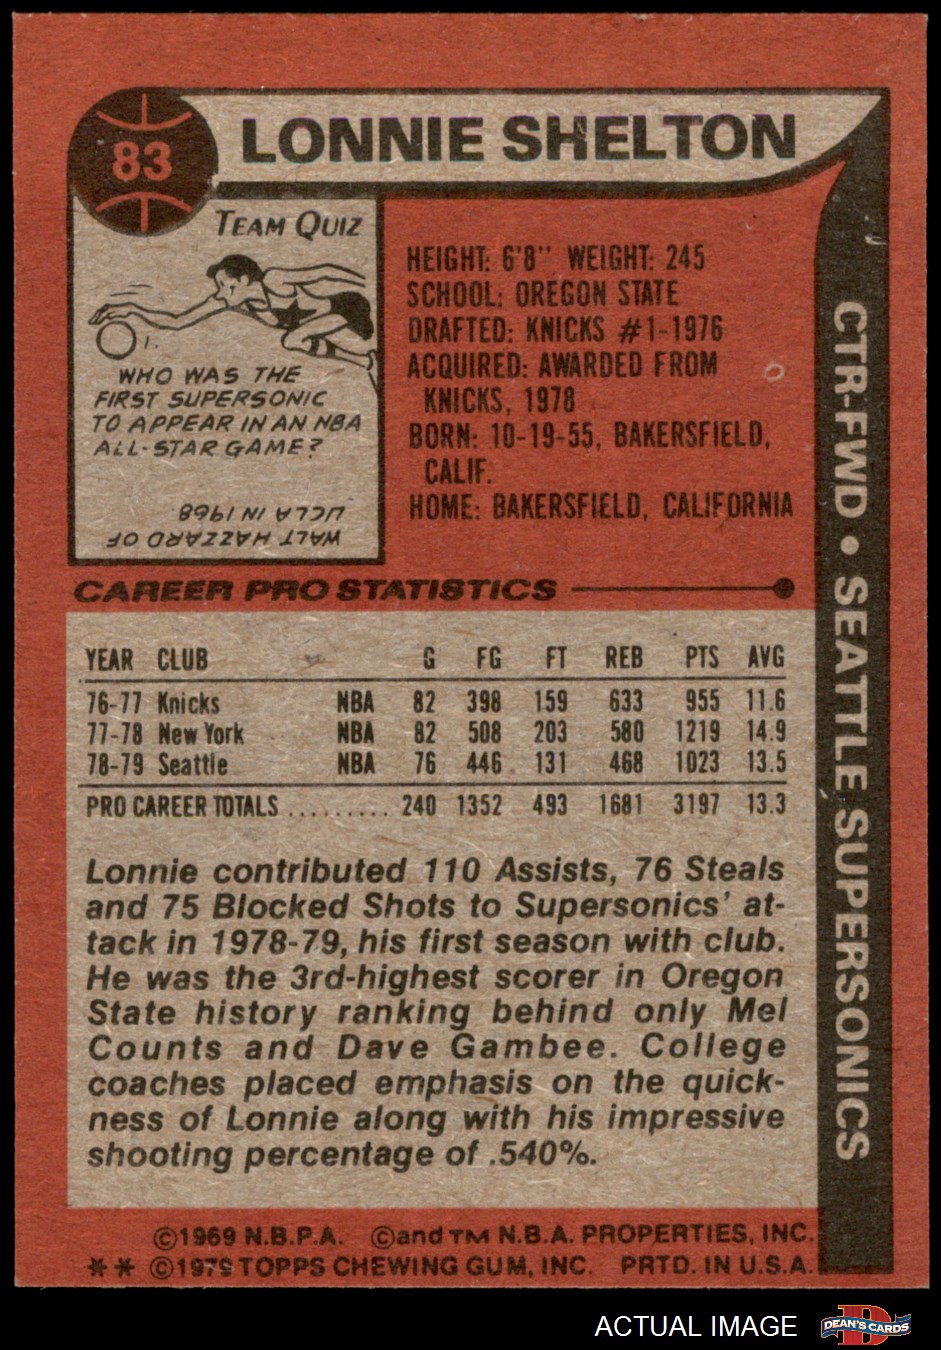 83
LONNIE SHELTON
TEAM QUIZ
WHO WAS THE
FIRST SUPERSONIC
TO APPEAR IN AN NBA
ALL-STAR GAME?
WALT HAZZARD OF
UCLA IN 1968
HEIGHT: 6'8" WEIGHT: 245
SCHOOL: OREGON STATE
DRAFTED: KNICKS #1-1976
ACQUIRED: AWARDED FROM
KNICKS, 1978
BORN: 10-19-55, BAKERSFIELD,
CALIF.
HOME: BAKERSFIELD, CALIFORNIA
CTR-FWD • SEATTLE SUPERSONICS
CAREER PRO STATISTICS
YEAR CLUB G FG FT REB PTS AVG
76-77 Knicks NBA 82 398 159 633 955 11.6
77-78 New York NBA 82 508 203 580 1219 14.9
78-79 Seattle NBA 76 446 131 468 1023 13.5
PRO CAREER TOTALS ......... 240 1352 493 1681 3197 13.3
Lonnie contributed 110 Assists, 76 Steals
and 75 Blocked Shots to Supersonics' at-
tack in 1978-79, his first season with club.
He was the 3rd-highest scorer in Oregon
State history ranking behind only Mel
Counts and Dave Gambee. College
coaches placed emphasis on the quick-
ness of Lonnie along with his impressive
shooting percentage of .540%.
©1969 N.B.P.A. ©and TM N.B.A. PROPERTIES, INC.
** ©1979 TOPPS CHEWING GUM, INC. PRTD. IN U.S.A.
ACTUAL IMAGE
D
DEAN'S CARDS